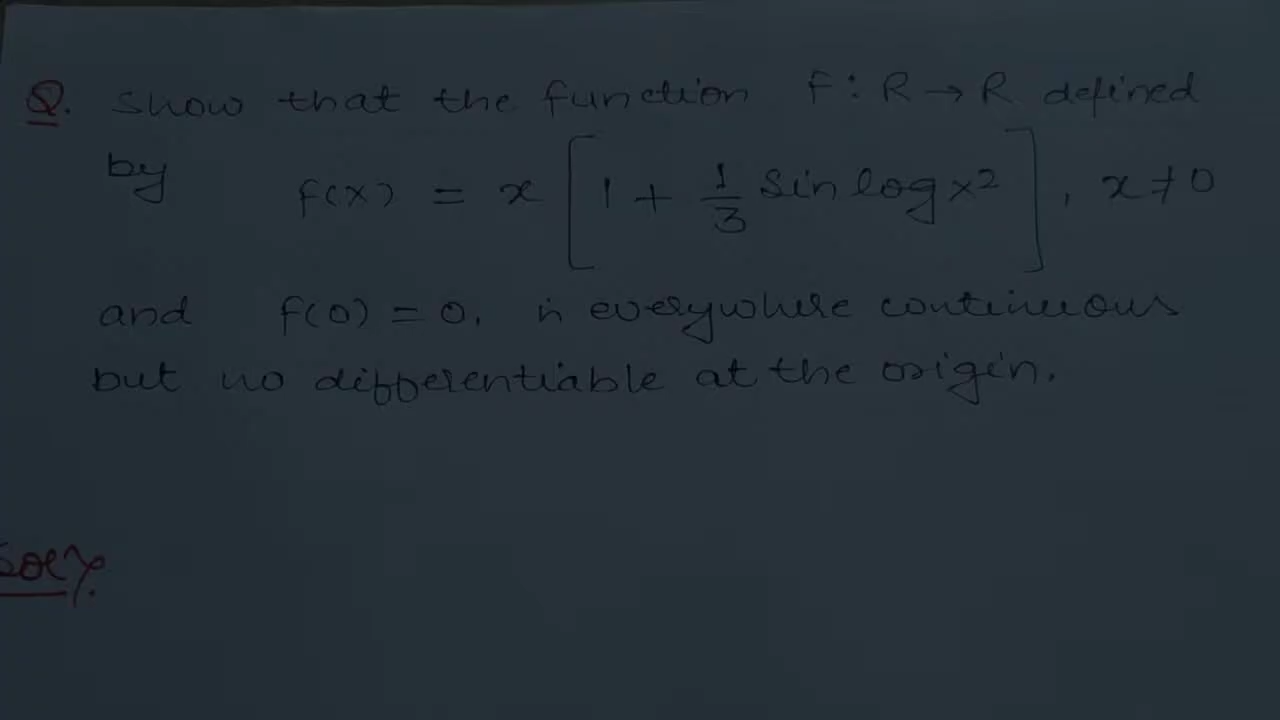 Q. Show that the function f : R → R defined
by f(x) = x [ 1 + 1/3 sin log x² ] , x ≠ 0
and f(0) = 0, is everywhere continuous
but no differentiable at the origin.
Soln.